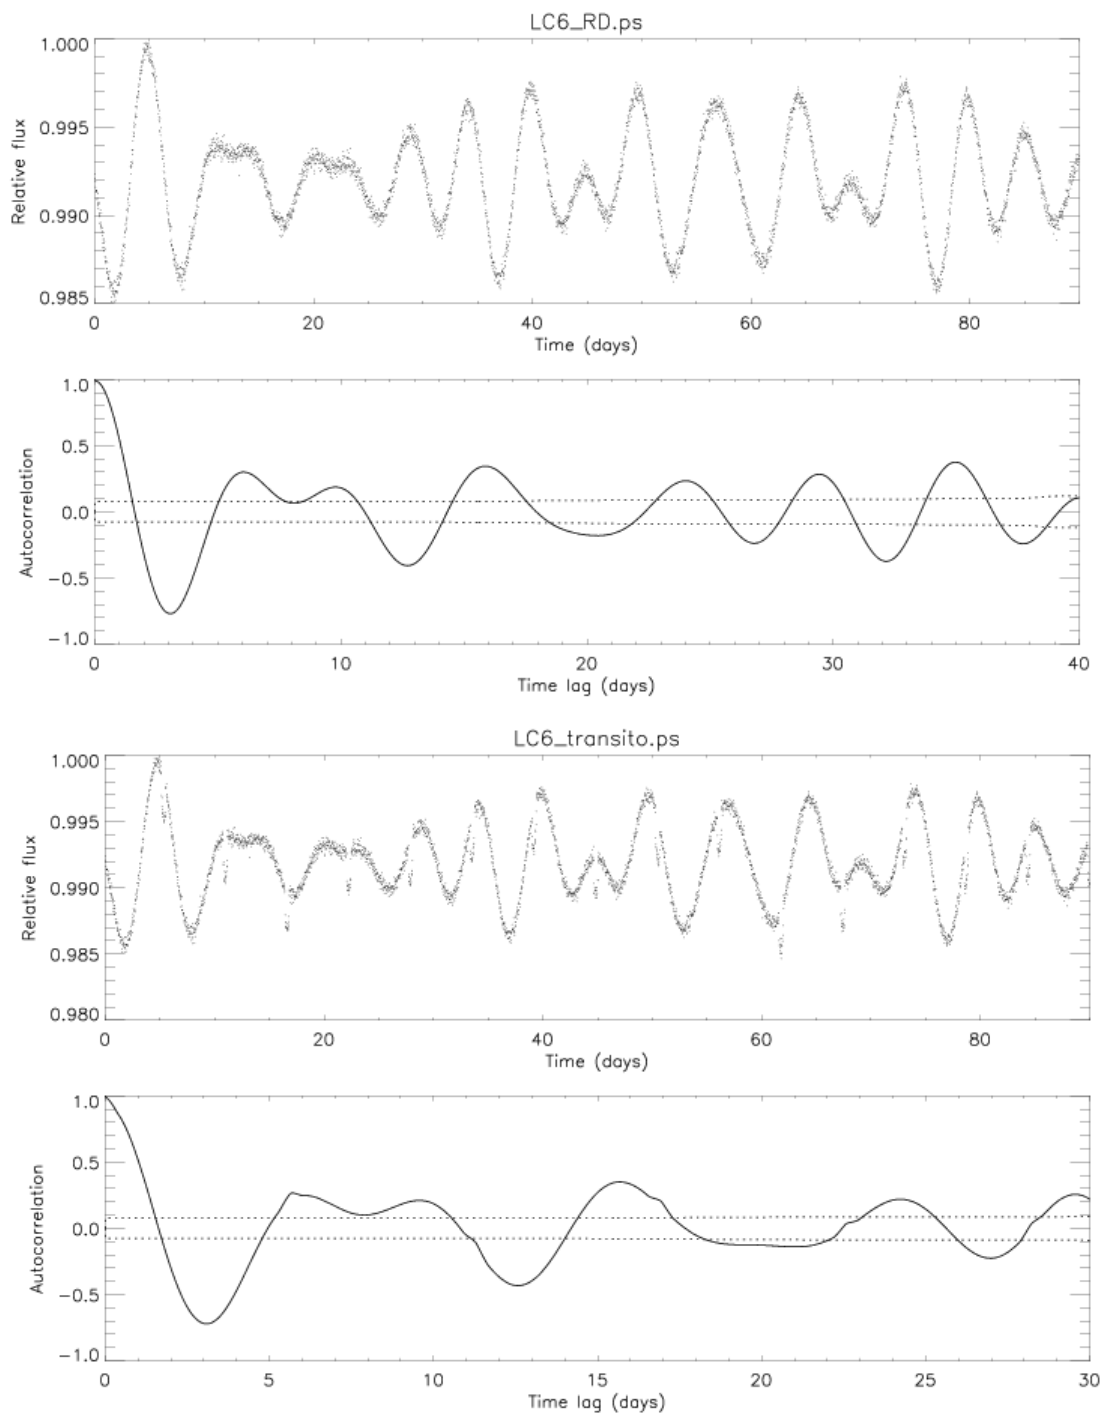 LC6_RD.ps
1.000
0.995
0.990
0.985
Relative flux
0 20 40 60 80
Time (days)
1.0
0.5
0.0
−0.5
−1.0
Autocorrelation
0 10 20 30 40
Time lag (days)
LC6_transito.ps
1.000
0.995
0.990
0.985
0.980
Relative flux
0 20 40 60 80
Time (days)
1.0
0.5
0.0
−0.5
−1.0
Autocorrelation
0 5 10 15 20 25 30
Time lag (days)